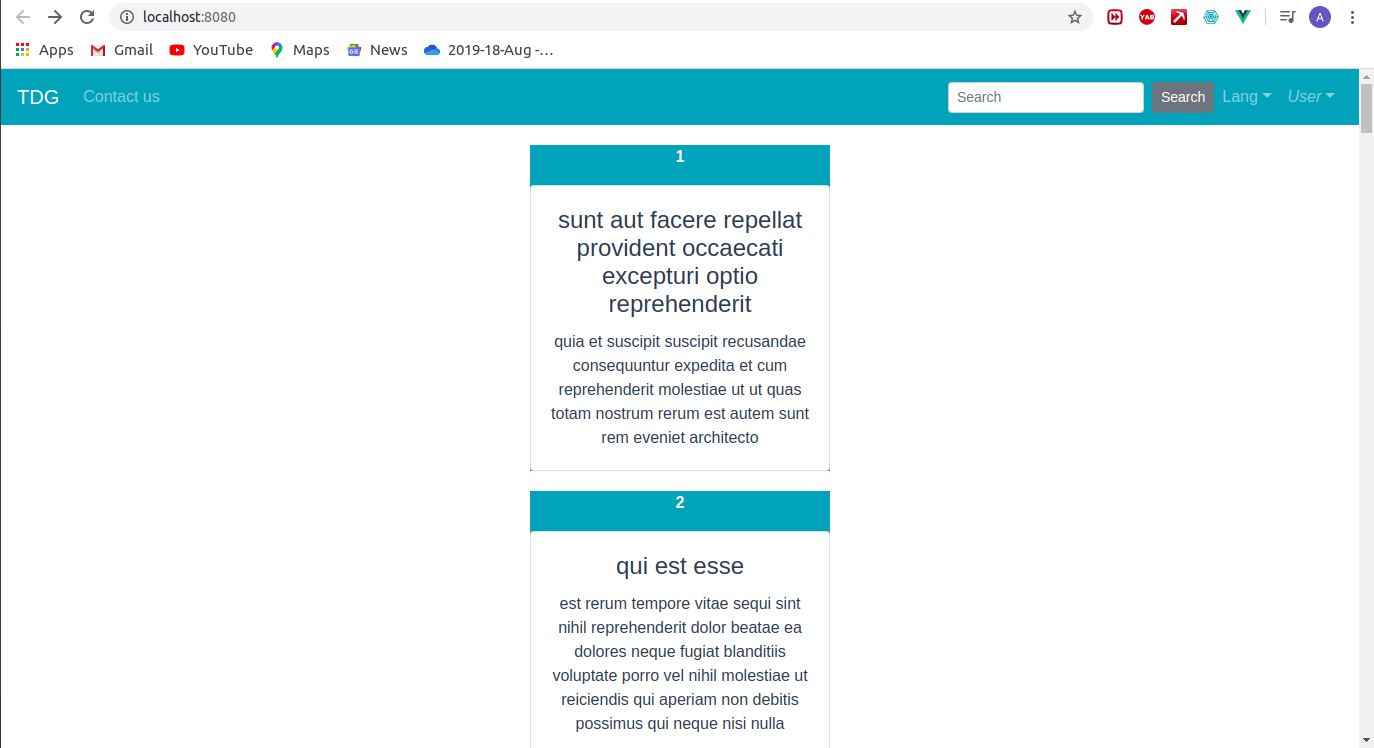 localhost:8080
YAB
A
Apps
Gmail
YouTube
Maps
News
2019-18-Aug -...
TDG
Contact us
Search
Search
Lang
User
1
sunt aut facere repellat
provident occaecati
excepturi optio
reprehenderit
quia et suscipit suscipit recusandae
consequuntur expedita et cum
reprehenderit molestiae ut ut quas
totam nostrum rerum est autem sunt
rem eveniet architecto
2
qui est esse
est rerum tempore vitae sequi sint
nihil reprehenderit dolor beatae ea
dolores neque fugiat blanditiis
voluptate porro vel nihil molestiae ut
reiciendis qui aperiam non debitis
possimus qui neque nisi nulla